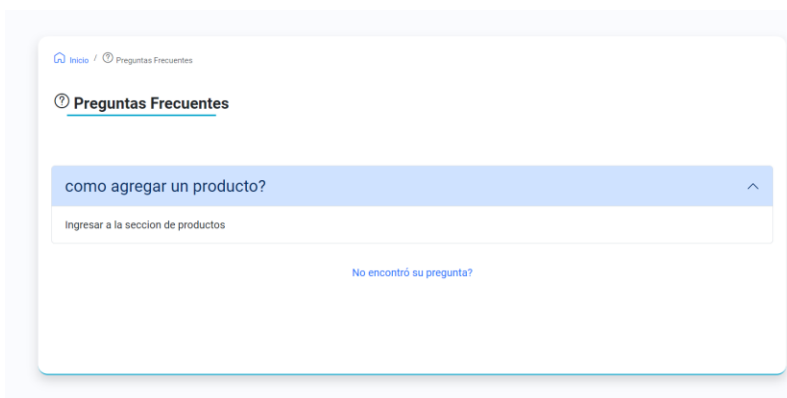 Inicio / Preguntas Frecuentes
Preguntas Frecuentes
como agregar un producto?
Ingresar a la seccion de productos
No encontró su pregunta?